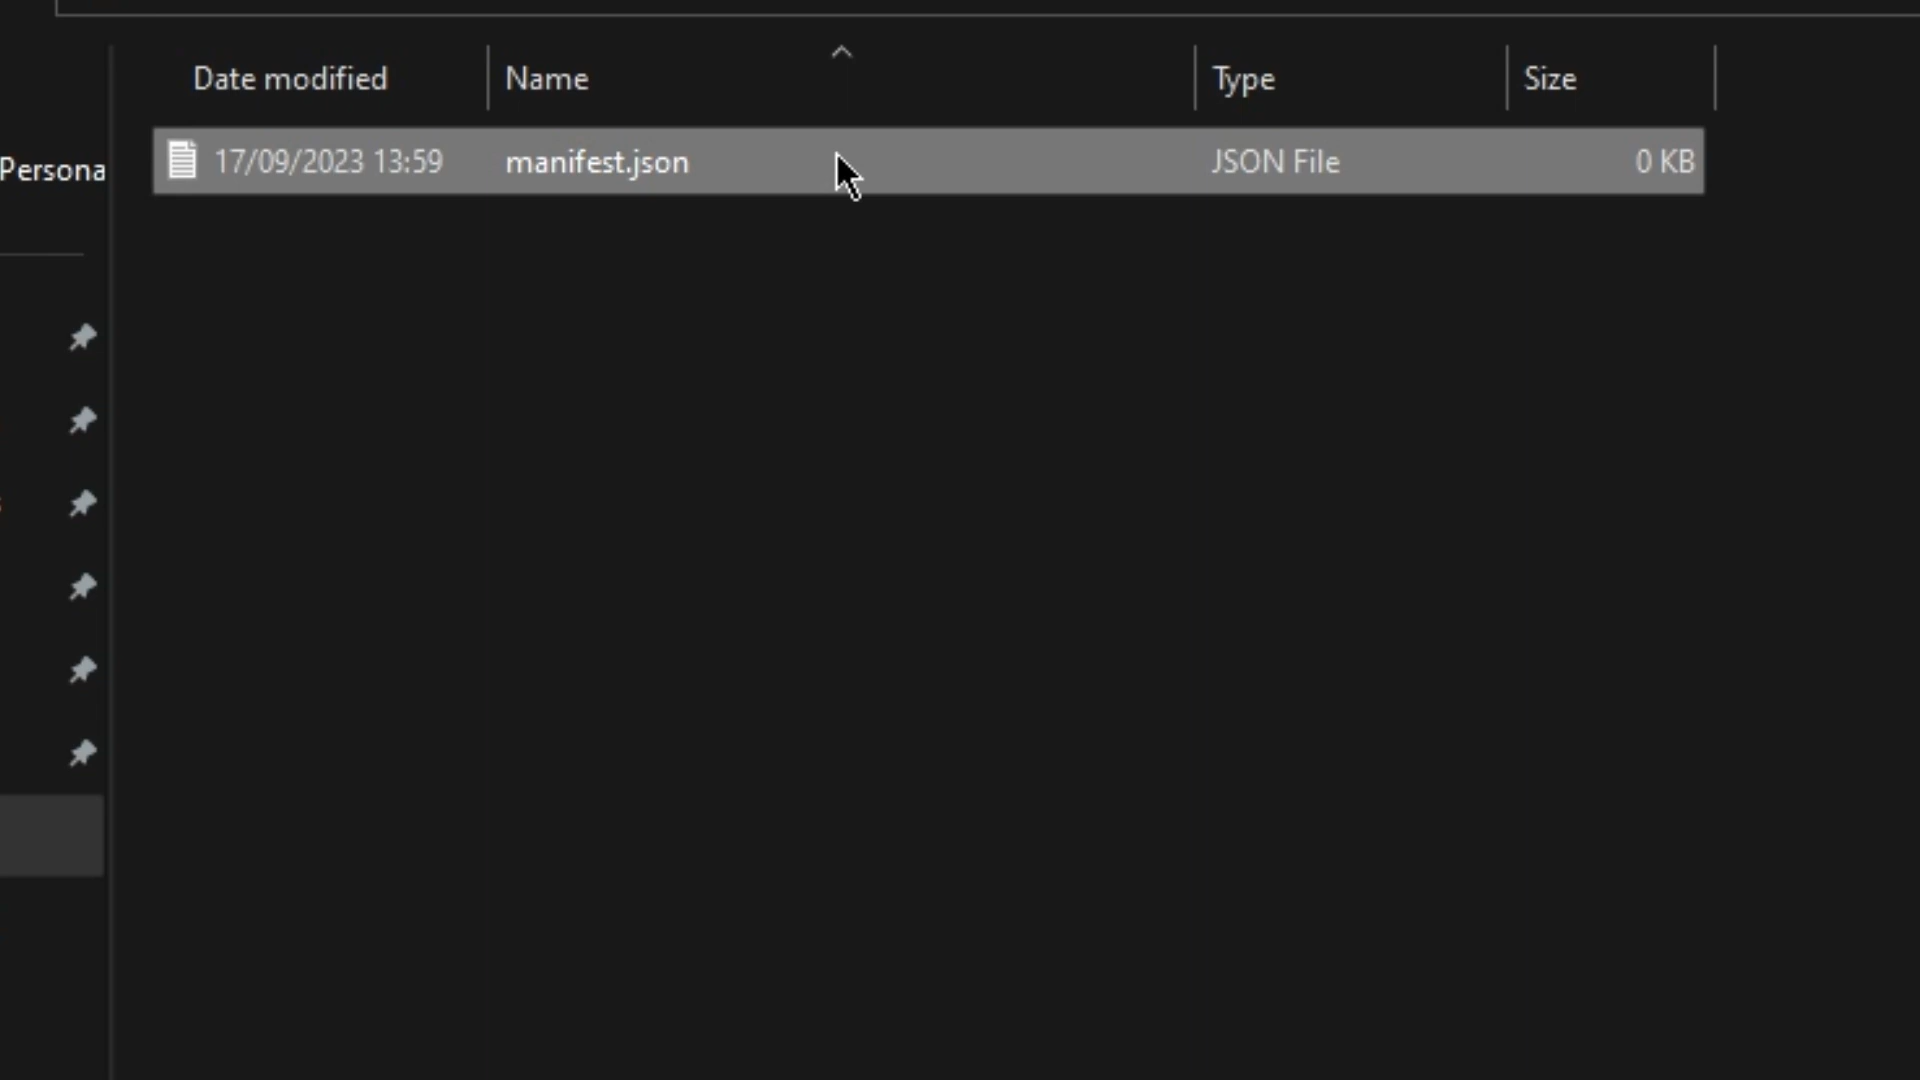 Date modified Name Type Size
17/09/2023 13:59 manifest.json JSON File 0 KB
Persona